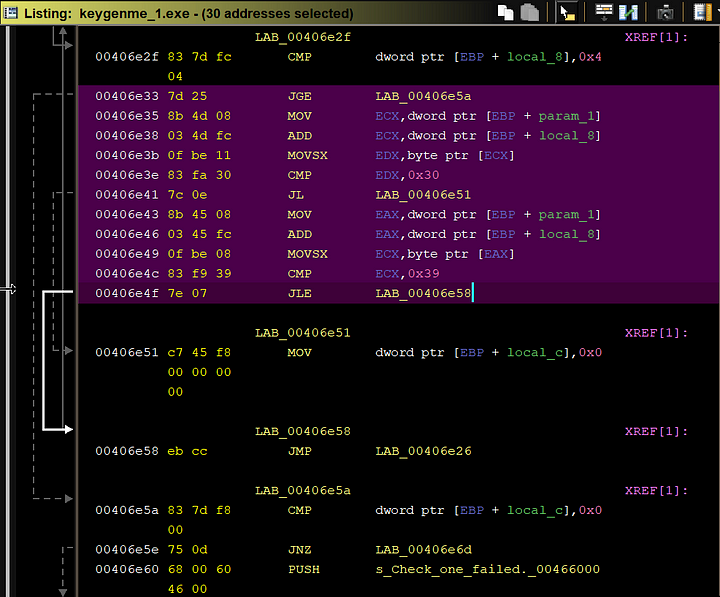 Listing: keygenme_1.exe - (30 addresses selected)
LAB_00406e2f XREF[1]:
00406e2f 83 7d fc CMP dword ptr [EBP + local_8],0x4
04
00406e33 7d 25 JGE LAB_00406e5a
00406e35 8b 4d 08 MOV ECX,dword ptr [EBP + param_1]
00406e38 03 4d fc ADD ECX,dword ptr [EBP + local_8]
00406e3b 0f be 11 MOVSX EDX,byte ptr [ECX]
00406e3e 83 fa 30 CMP EDX,0x30
00406e41 7c 0e JL LAB_00406e51
00406e43 8b 45 08 MOV EAX,dword ptr [EBP + param_1]
00406e46 03 45 fc ADD EAX,dword ptr [EBP + local_8]
00406e49 0f be 08 MOVSX ECX,byte ptr [EAX]
00406e4c 83 f9 39 CMP ECX,0x39
00406e4f 7e 07 JLE LAB_00406e58
LAB_00406e51 XREF[1]:
00406e51 c7 45 f8 MOV dword ptr [EBP + local_c],0x0
00 00 00
00
LAB_00406e58 XREF[1]:
00406e58 eb cc JMP LAB_00406e26
LAB_00406e5a XREF[1]:
00406e5a 83 7d f8 CMP dword ptr [EBP + local_c],0x0
00
00406e5e 75 0d JNZ LAB_00406e6d
00406e60 68 00 60 PUSH s_Check_one_failed._00466000
46 00